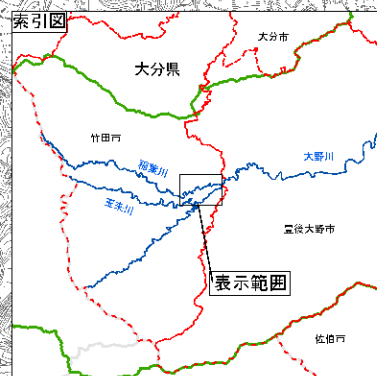 索引図
大分市
大分県
竹田市
稲葉川
大野川
玉来川
豊後大野市
表示範囲
佐伯市